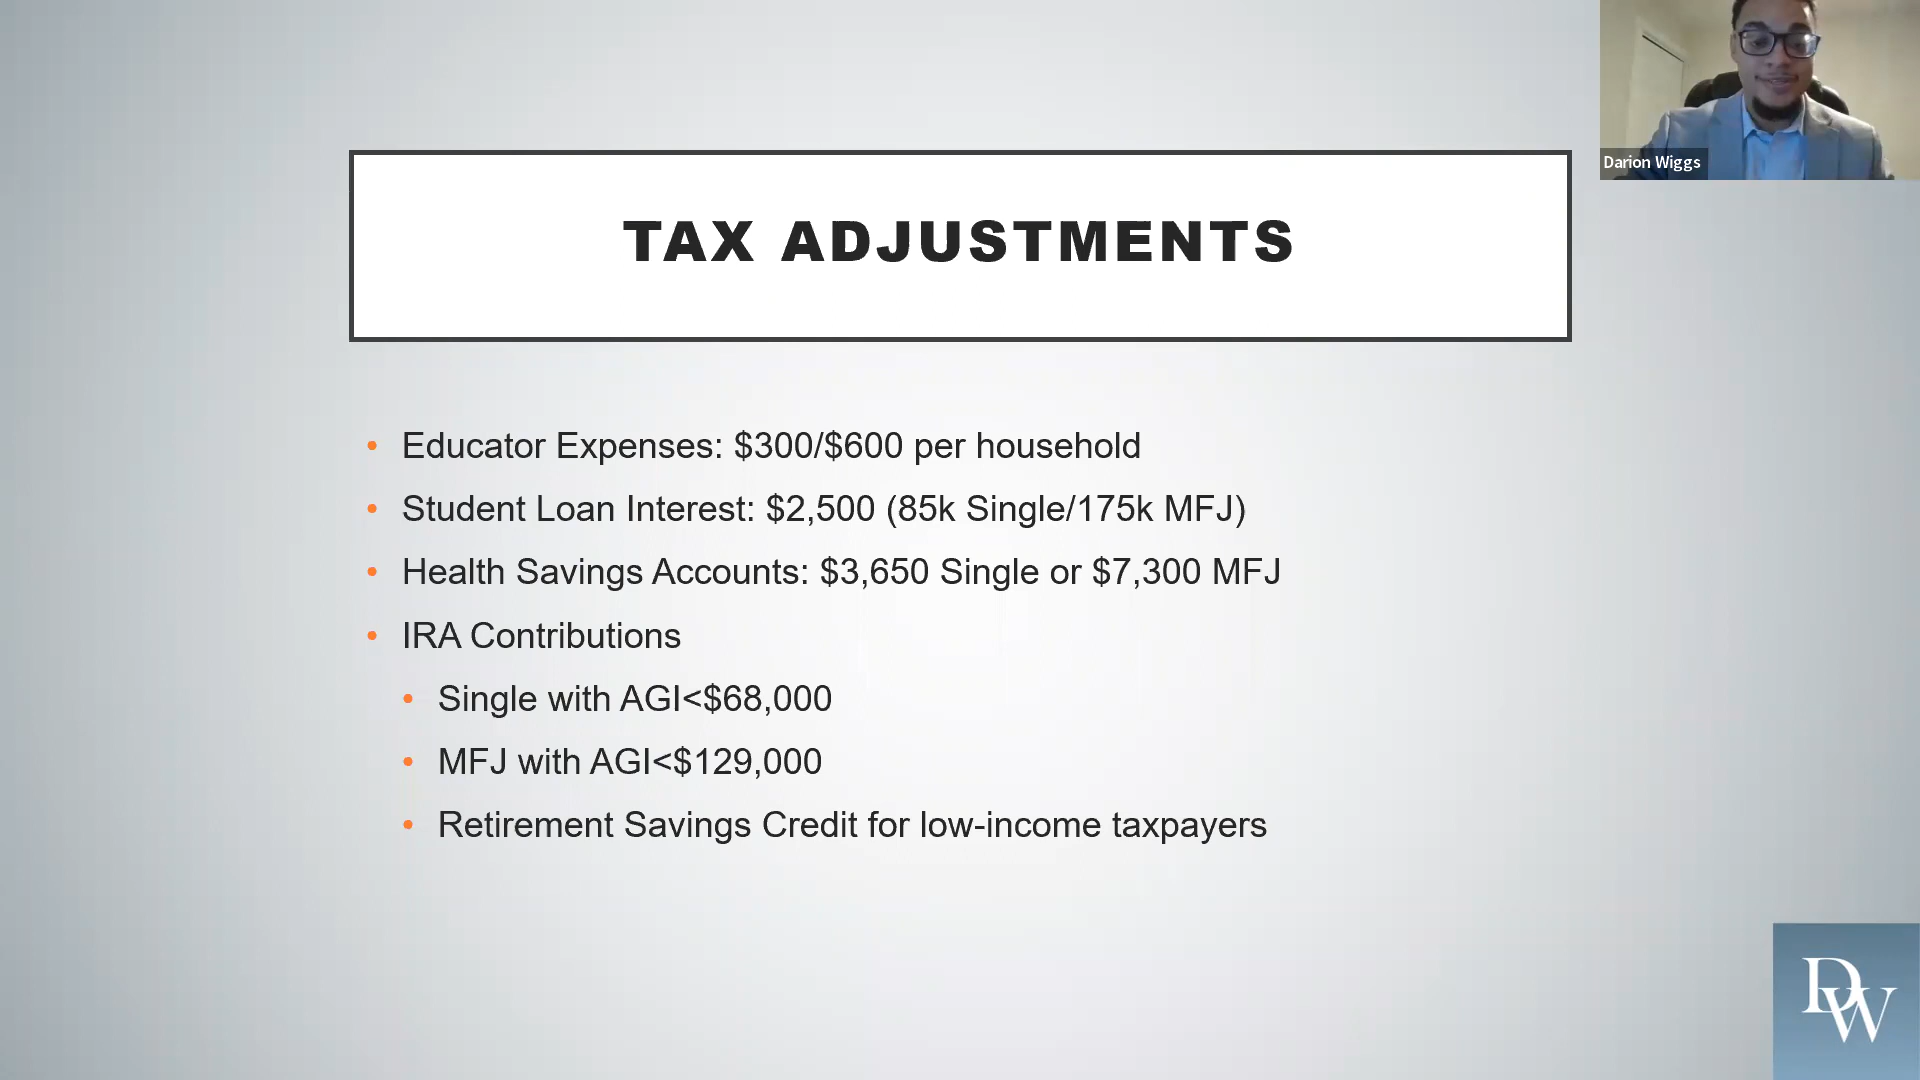 Darion Wiggs
TAX ADJUSTMENTS
Educator Expenses: $300/$600 per household
Student Loan Interest: $2,500 (85k Single/175k MFJ)
Health Savings Accounts: $3,650 Single or $7,300 MFJ
IRA Contributions
Single with AGI<$68,000
MFJ with AGI<$129,000
Retirement Savings Credit for low-income taxpayers
DW